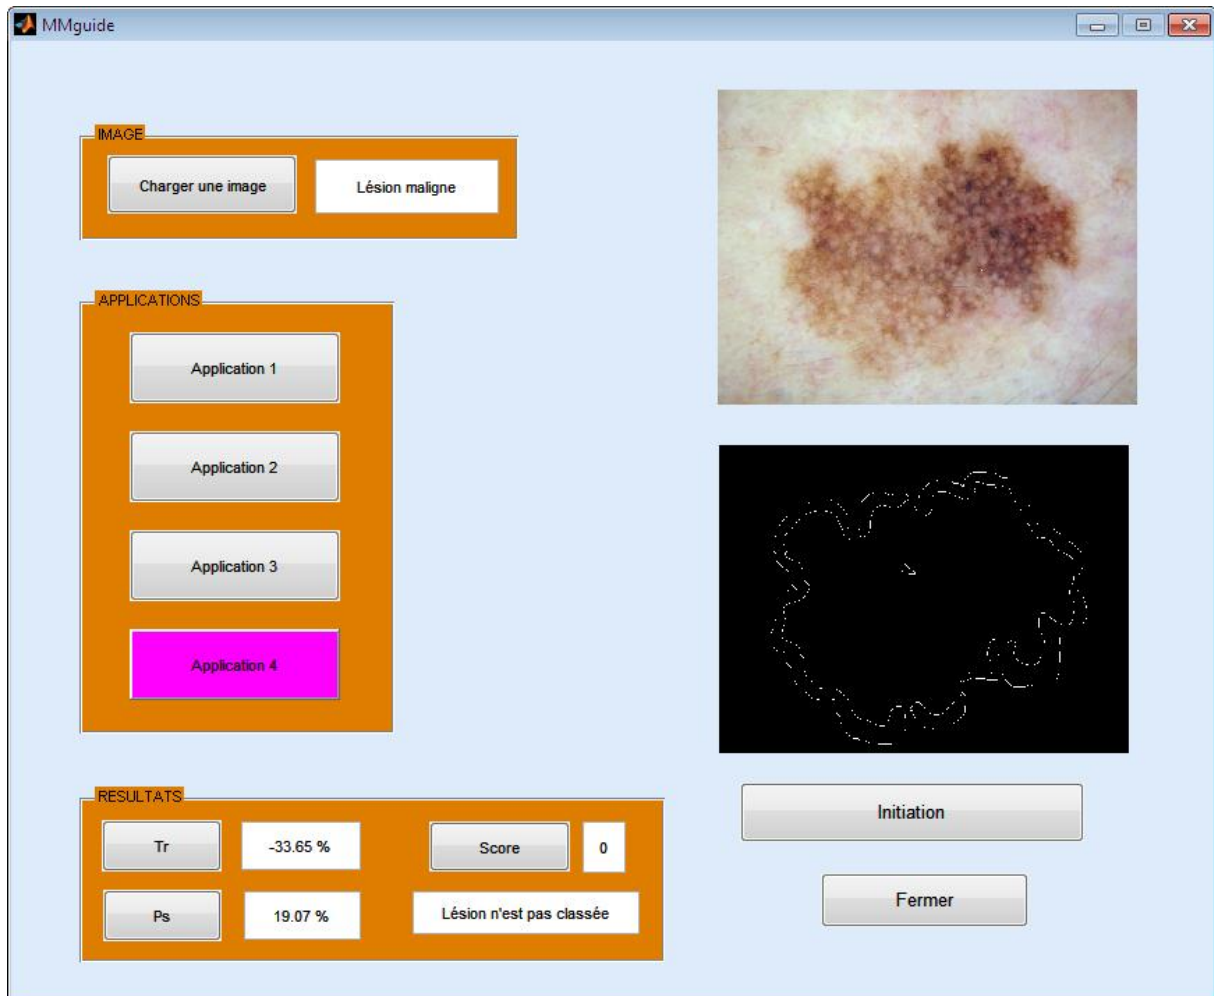 MMguide
IMAGE
Charger une image
Lésion maligne
APPLICATIONS
Application 1
Application 2
Application 3
Application 4
RESULTATS
Tr
-33.65 %
Score
0
Ps
19.07 %
Lésion n'est pas classée
Initiation
Fermer